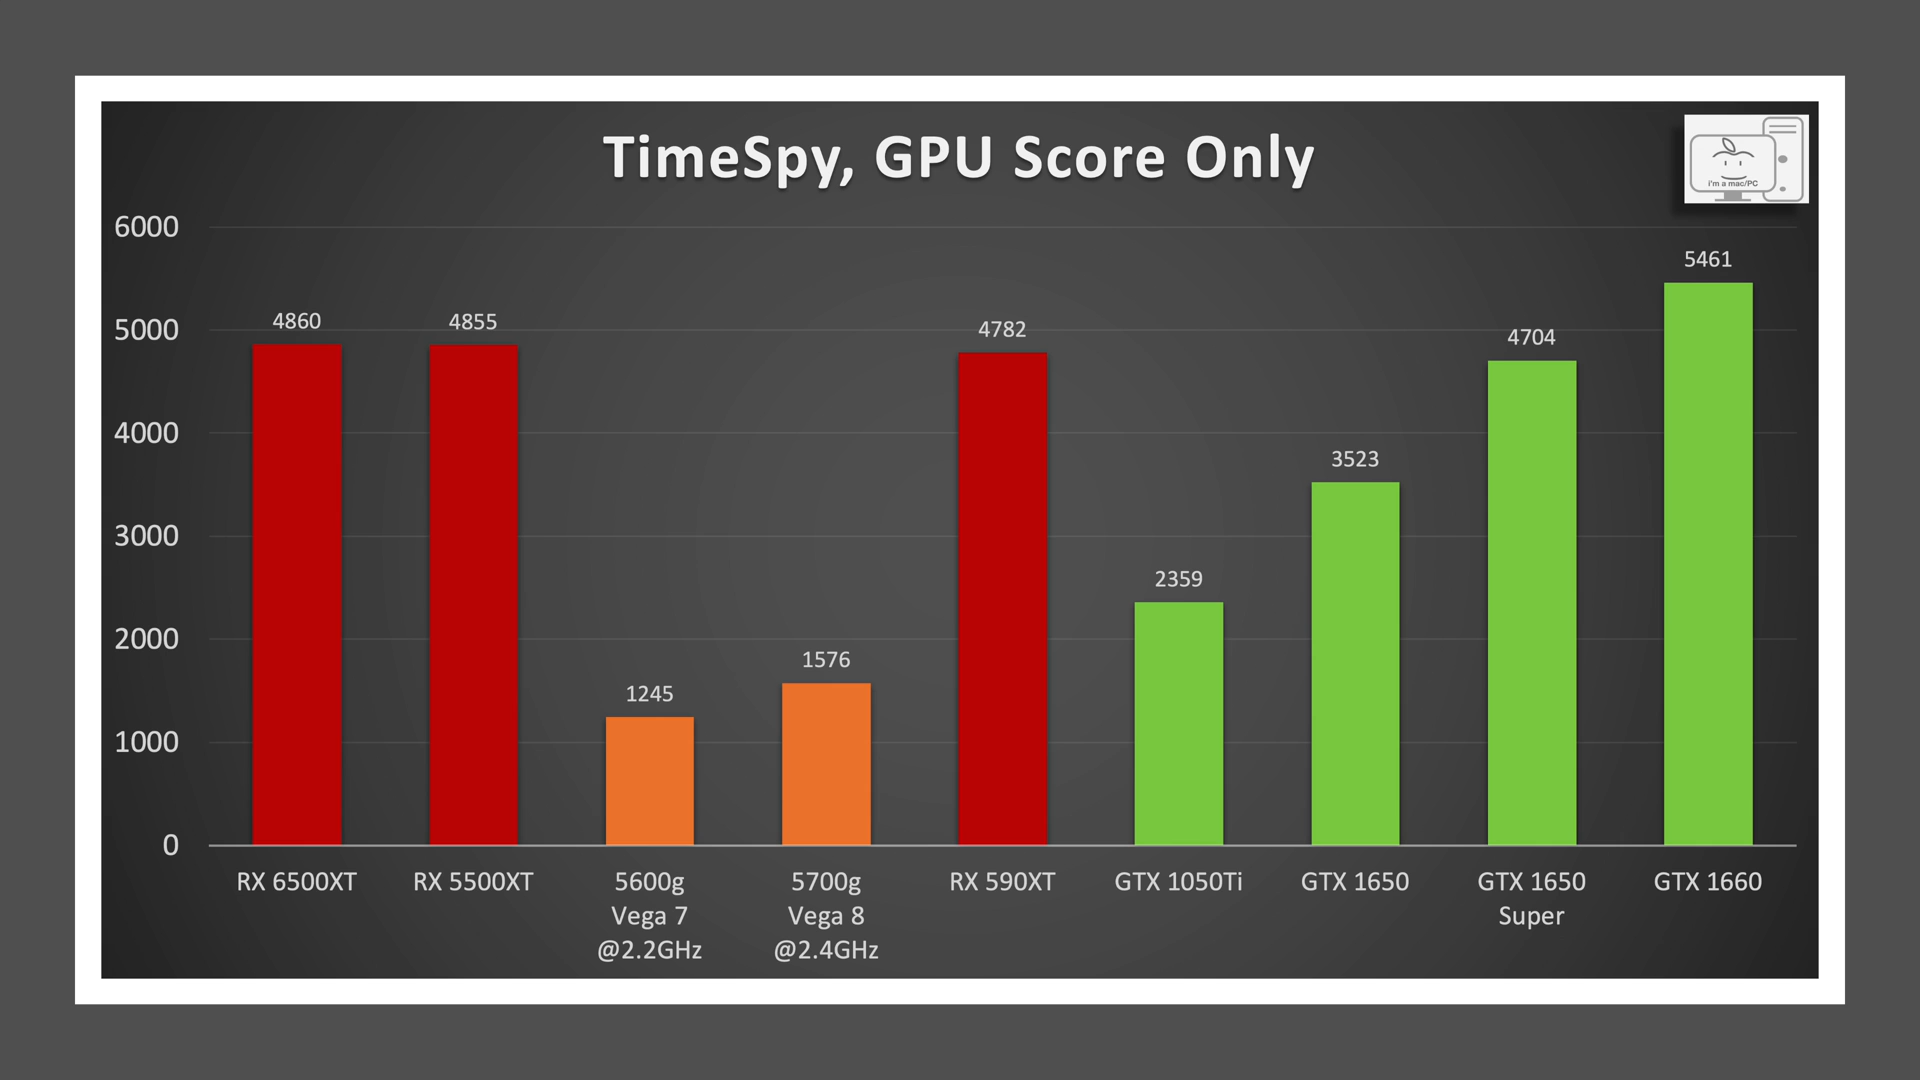 TimeSpy, GPU Score Only
i'm a mac/PC
6000
5000
4000
3000
2000
1000
0
4860
4855
1245
1576
4782
2359
3523
4704
5461
RX 6500XT
RX 5500XT
5600g
Vega 7
@2.2GHz
5700g
Vega 8
@2.4GHz
RX 590XT
GTX 1050Ti
GTX 1650
GTX 1650
Super
GTX 1660